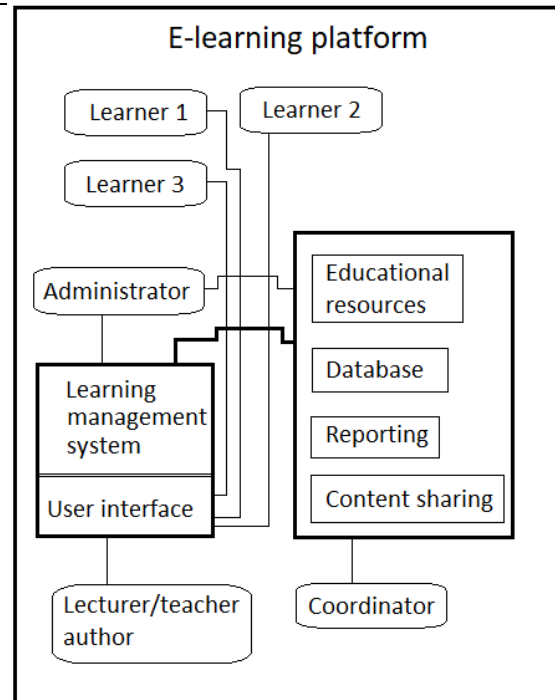 E-learning platform
Learner 1
Learner 2
Learner 3
Administrator
Educational
resources
Database
Learning
management
system
Reporting
User interface
Content sharing
Lecturer/teacher
author
Coordinator